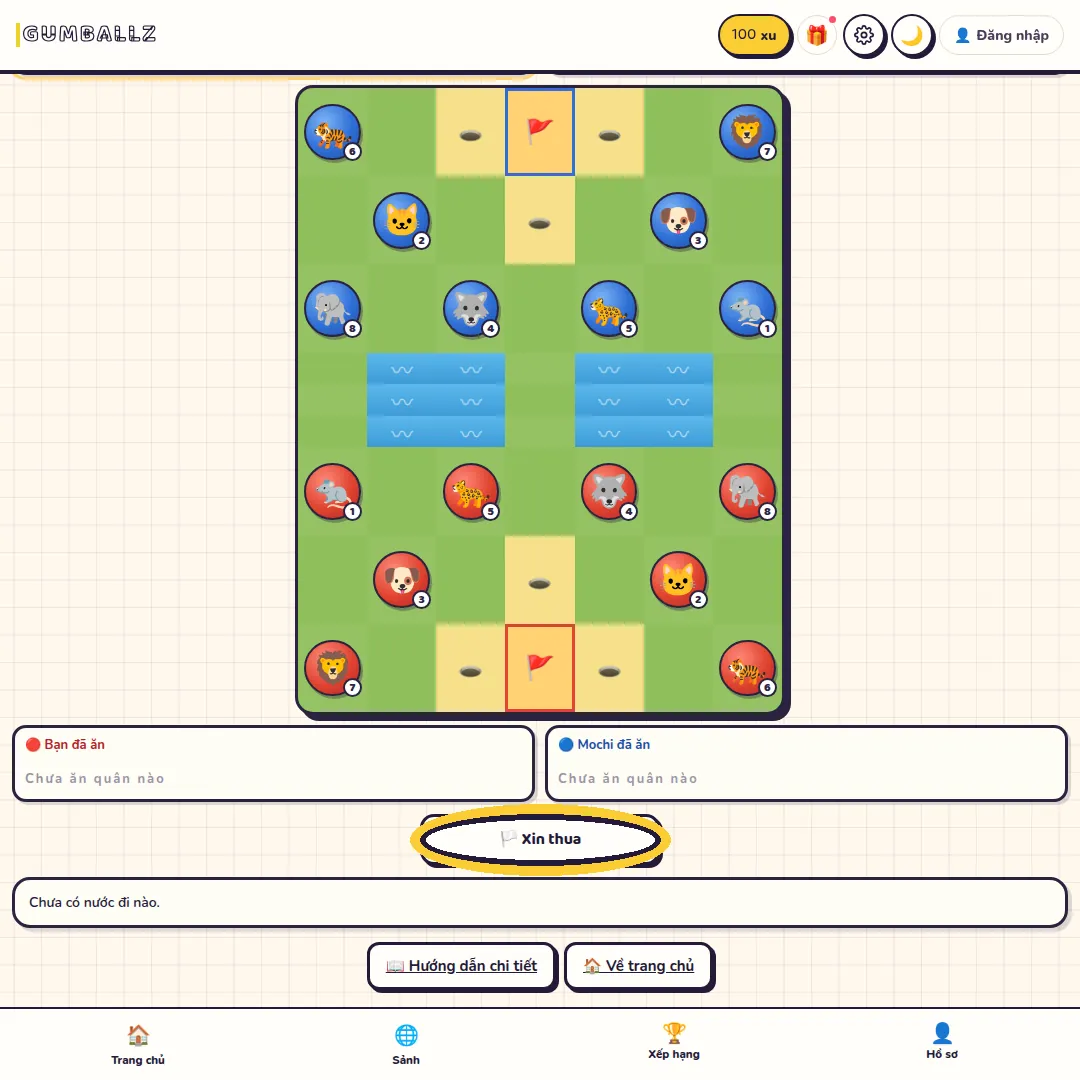 GUMBALLZ
100 xu
Đăng nhập
6
7
2
3
8
4
5
1
1
5
4
8
3
2
7
6
Bạn đã ăn
Chưa ăn quân nào
Mochi đã ăn
Chưa ăn quân nào
Xin thua
Chưa có nước đi nào.
Hướng dẫn chi tiết
Về trang chủ
Trang chủ
Sảnh
Xếp hạng
Hồ sơ